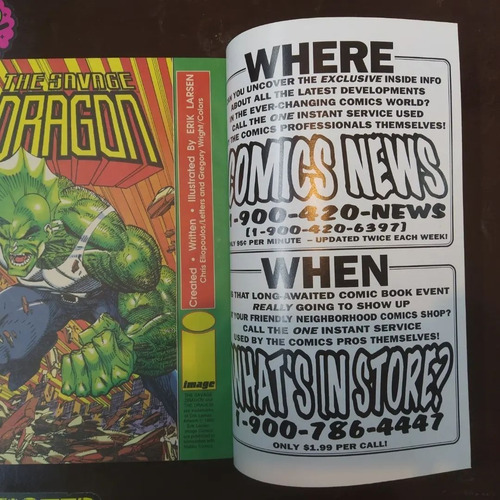 THE SAVAGE
DRAGON
Created • Written • Illustrated By ERIK LARSEN
Chris Eliopoulos/Letters and Gregory Wright/Colors
image
WHERE
YOU UNCOVER THE EXCLUSIVE INSIDE INFO
ABOUT ALL THE LATEST DEVELOPMENTS
IN THE EVER-CHANGING COMICS WORLD?
CALL THE ONE INSTANT SERVICE USED
THE COMICS PROFESSIONALS THEMSELVES!
COMICS NEWS
1-900-420-NEWS
[1-900-420-6397]
ONLY 95¢ PER MINUTE – UPDATED TWICE EACH WEEK!
WHEN
THAT LONG-AWAITED COMIC BOOK EVENT
REALLY GOING TO SHOW UP
YOUR FRIENDLY NEIGHBORHOOD COMICS SHOP?
CALL THE ONE INSTANT SERVICE
USED BY THE COMICS PROS THEMSELVES!
WHAT'S IN STORE?
1-900-786-4447
ONLY $1.99 PER CALL!